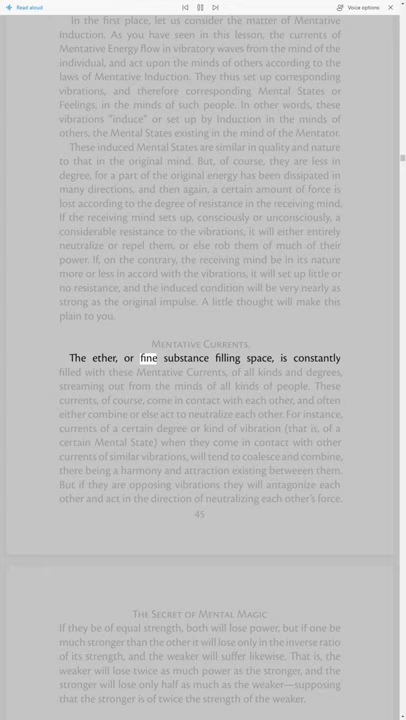 Read aloud
Voice options
In the first place, let us consider the matter of Mentative
Induction. As you have seen in this lesson, the currents of
Mentative Energy flow in vibratory waves from the mind of the
individual, and act upon the minds of others according to the
laws of Mentative Induction. They thus set up corresponding
vibrations, and therefore corresponding Mental States or
Feelings, in the minds of such people. In other words, these
vibrations "induce" or set up by Induction in the minds of
others, the Mental States existing in the mind of the Mentator.
These induced Mental States are similar in quality and nature
to that in the original mind. But, of course, they are less in
degree, for a part of the original energy has been dissipated in
many directions, and then again, a certain amount of force is
lost according to the degree of resistance in the receiving mind.
If the receiving mind sets up, consciously or unconsciously, a
considerable resistance to the vibrations, it will either entirely
neutralize or repel them, or else rob them of much of their
power. If, on the contrary, the receiving mind be in its nature
more or less in accord with the vibrations, it will set up little or
no resistance, and the induced condition will be very nearly as
strong as the original impulse. A little thought will make this
plain to you.
Mentative Currents.
The ether, or fine substance filling space, is constantly
filled with these Mentative Currents, of all kinds and degrees,
streaming out from the minds of all kinds of people. These
currents, of course, come in contact with each other, and often
either combine or else act to neutralize each other. For instance,
currents of a certain degree or kind of vibration (that is, of a
certain Mental State) when they come in contact with other
currents of similar vibrations, will tend to coalesce and combine,
there being a harmony and attraction existing betweeen them.
But if they are opposing vibrations they will antagonize each
other and act in the direction of neutralizing each other's force.
45
The Secret of Mental Magic
If they be of equal strength, both will lose power, but if one be
much stronger than the other it will lose only in the inverse ratio
of its strength, and the weaker will suffer likewise. That is, the
weaker will lose twice as much power as the stronger, and the
stronger will lose only half as much as the weaker—supposing
that the stronger is of twice the strength of the weaker.